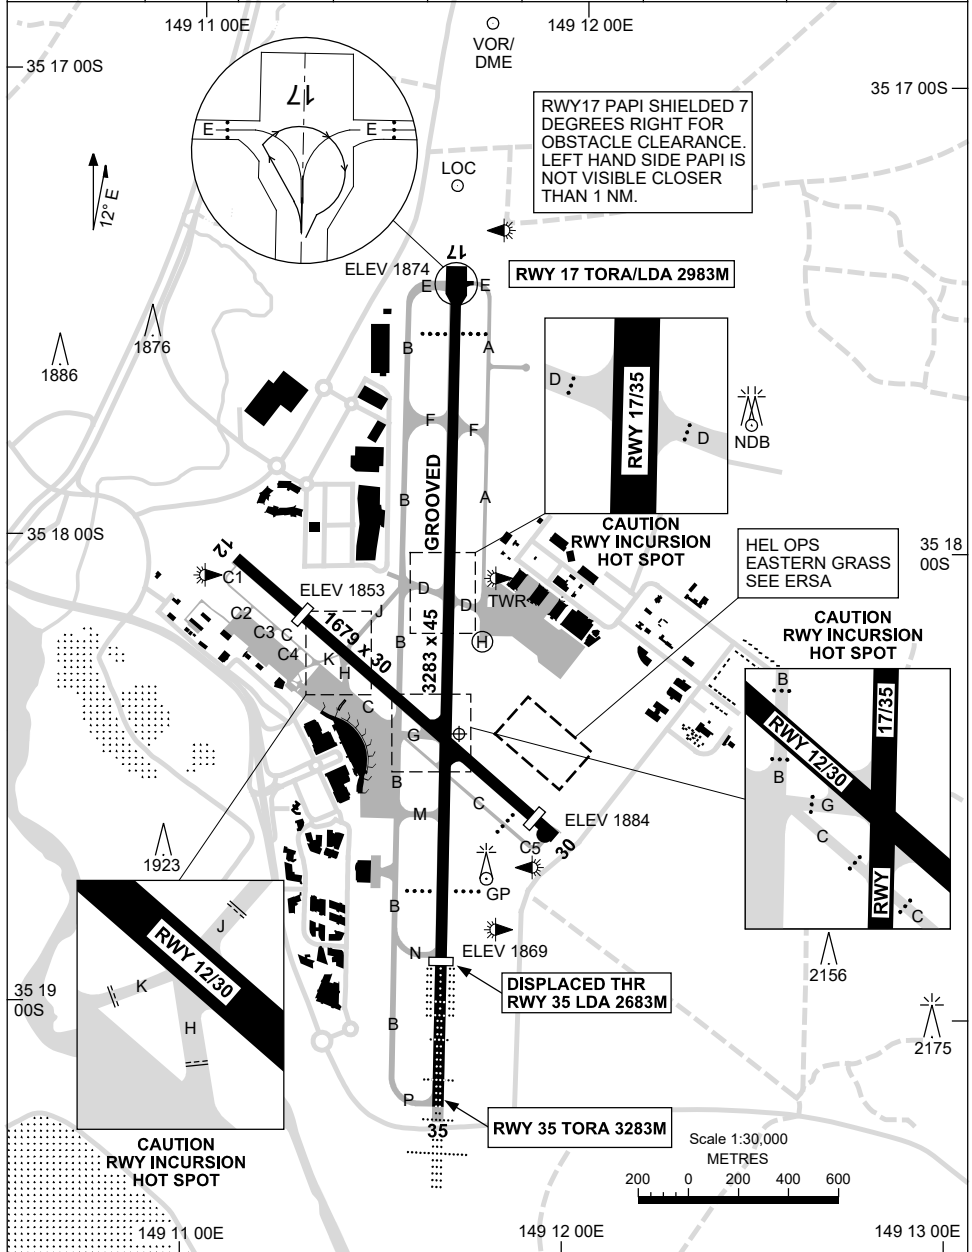 149 11 00E
149 12 00E
VOR/
DME
35 17 00S
35 17 00S
17
E
E
RWY17 PAPI SHIELDED 7
DEGREES RIGHT FOR
OBSTACLE CLEARANCE.
LEFT HAND SIDE PAPI IS
NOT VISIBLE CLOSER
THAN 1 NM.
LOC
12° E
17
ELEV 1874
RWY 17 TORA/LDA 2983M
E
E
1876
1886
B
A
D
RWY 17/35
D
NDB
F
F
GROOVED
B
A
CAUTION
RWY INCURSION
HOT SPOT
35 18 00S
HEL OPS
EASTERN GRASS
SEE ERSA
35 18
00S
12
C1
ELEV 1853
D
D
TWR
J
C2
C3
C
C4
1679 x 30
3283 x 45
B
H
K
H
C
CAUTION
RWY INCURSION
HOT SPOT
B
17/35
RWY 12/30
B
G
C
RWY
C
G
B
M
C
ELEV 1884
C5
30
1923
GP
B
RWY 12/30
J
K
H
N
ELEV 1869
2156
DISPLACED THR
RWY 35 LDA 2683M
35 19
00S
B
2175
P
35
RWY 35 TORA 3283M
CAUTION
RWY INCURSION
HOT SPOT
Scale 1:30,000
METRES
200 0 200 400 600
149 11 00E
149 12 00E
149 13 00E